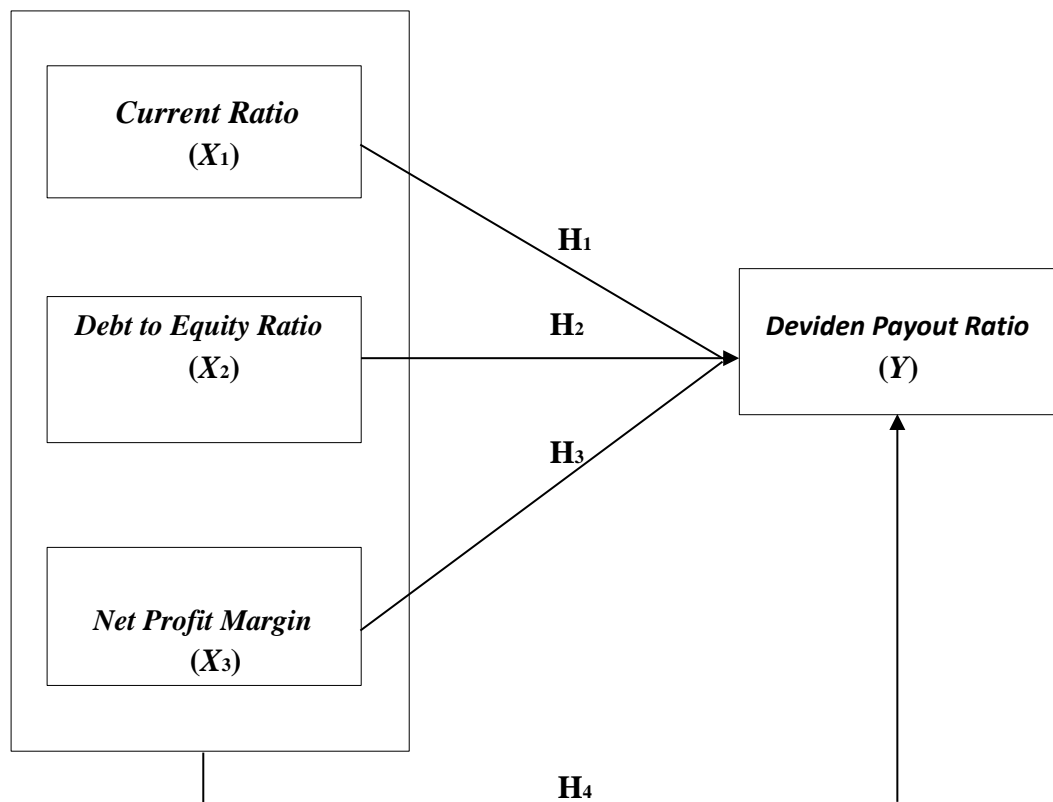 Current Ratio
(X₁)
H₁
Debt to Equity Ratio
(X₂)
H₂
Deviden Payout Ratio
(Y)
H₃
Net Profit Margin
(X₃)
H₄